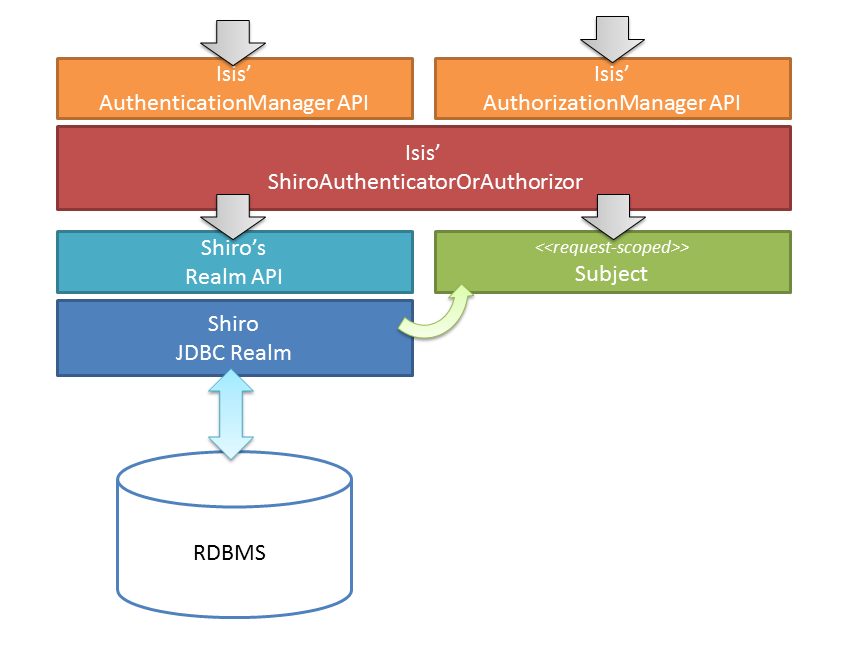 Isis’
AuthenticationManager API
Isis’
AuthorizationManager API
Isis’
ShiroAuthenticatorOrAuthorizor
Shiro’s
Realm API
<<request-scoped>>
Subject
Shiro
JDBC Realm
RDBMS